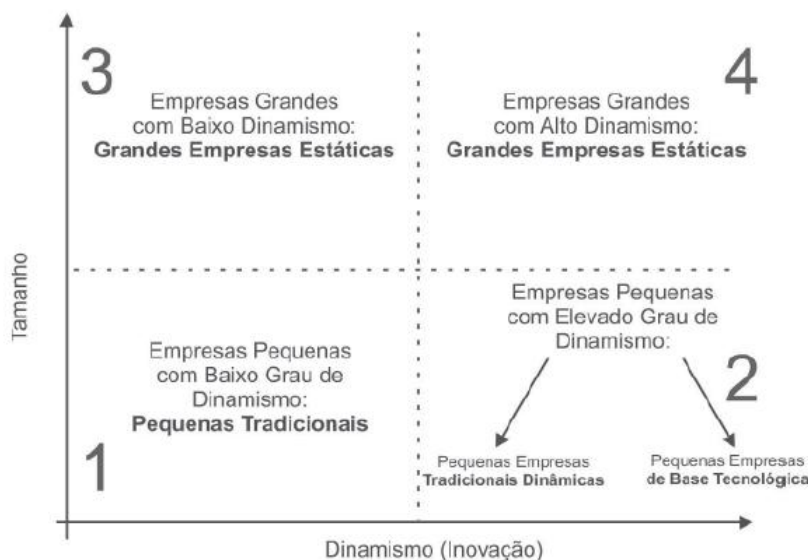 3
Empresas Grandes
com Baixo Dinamismo:
Grandes Empresas Estáticas
4
Empresas Grandes
com Alto Dinamismo:
Grandes Empresas Estáticas
Tamanho
1
Empresas Pequenas
com Baixo Grau de
Dinamismo:
Pequenas Tradicionais
Empresas Pequenas
com Elevado Grau de
Dinamismo:
2
Pequenas Empresas
Tradicionais Dinâmicas
Pequenas Empresas
de Base Tecnológica
Dinamismo (Inovação)